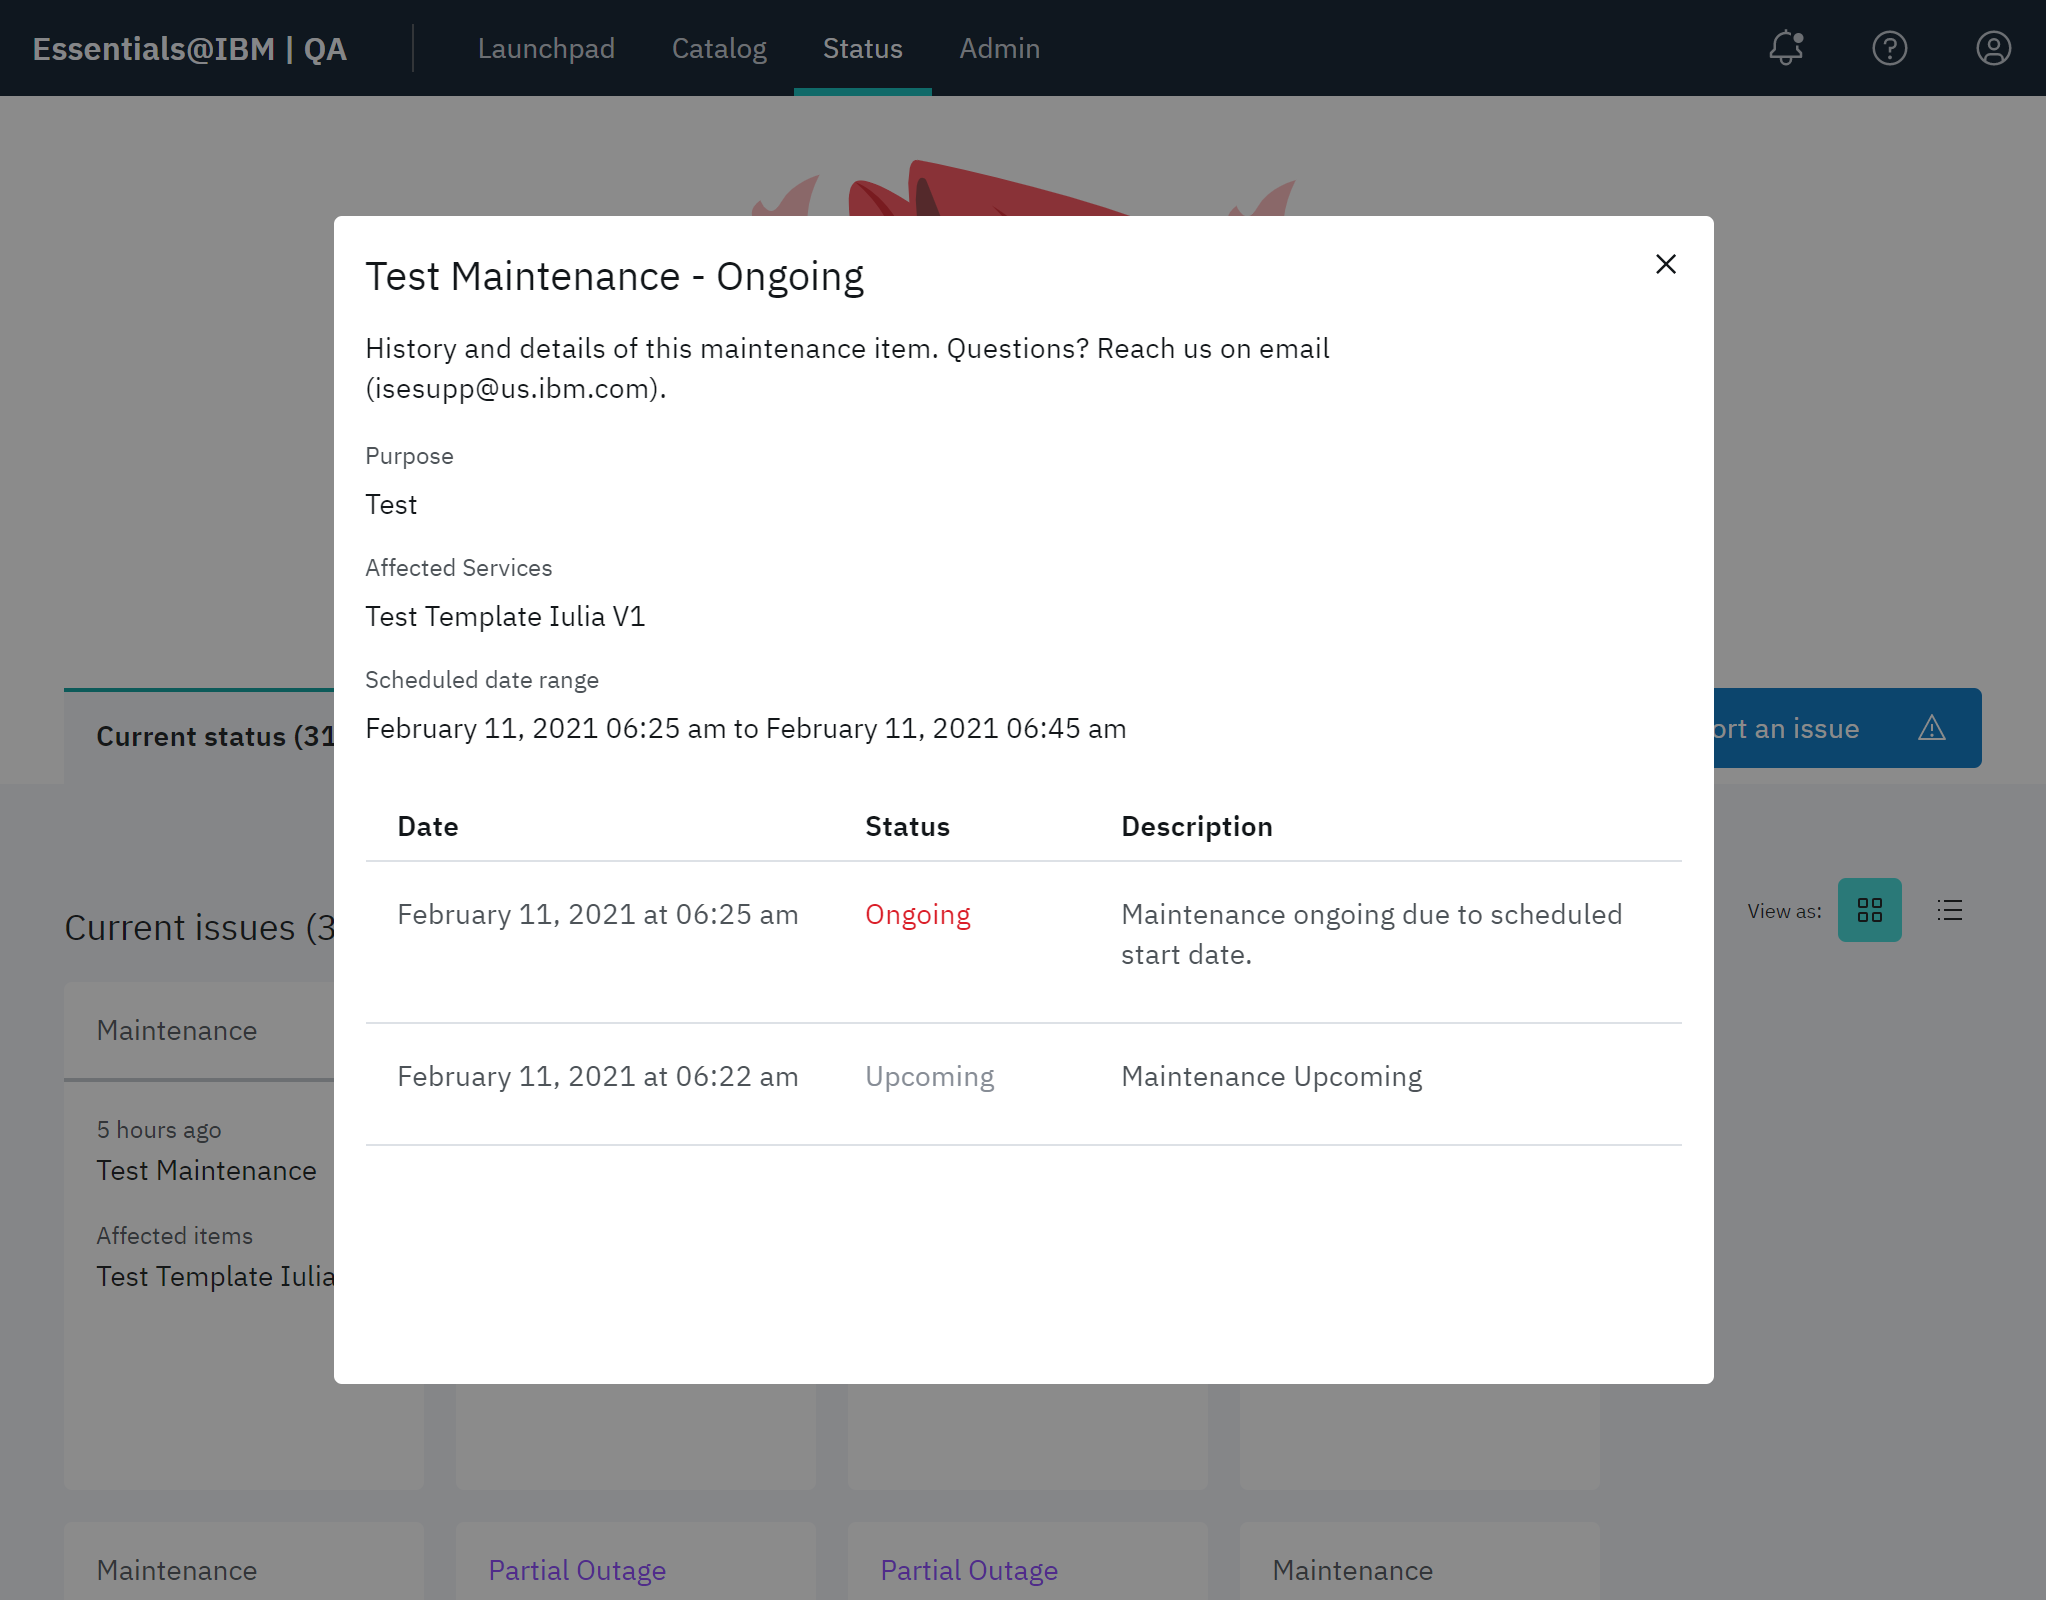 Essentials@IBM | QA
Launchpad
Catalog
Status
Admin
Test Maintenance - Ongoing
History and details of this maintenance item. Questions? Reach us on email
(isesupp@us.ibm.com).
Purpose
Test
Affected Services
Test Template Iulia V1
Scheduled date range
February 11, 2021 06:25 am to February 11, 2021 06:45 am
Date
Status
Description
February 11, 2021 at 06:25 am
Ongoing
Maintenance ongoing due to scheduled
start date.
February 11, 2021 at 06:22 am
Upcoming
Maintenance Upcoming
Current status (31
ort an issue
Current issues (3
View as:
Maintenance
5 hours ago
Test Maintenance
Affected items
Test Template Iulia
Maintenance
Partial Outage
Partial Outage
Maintenance